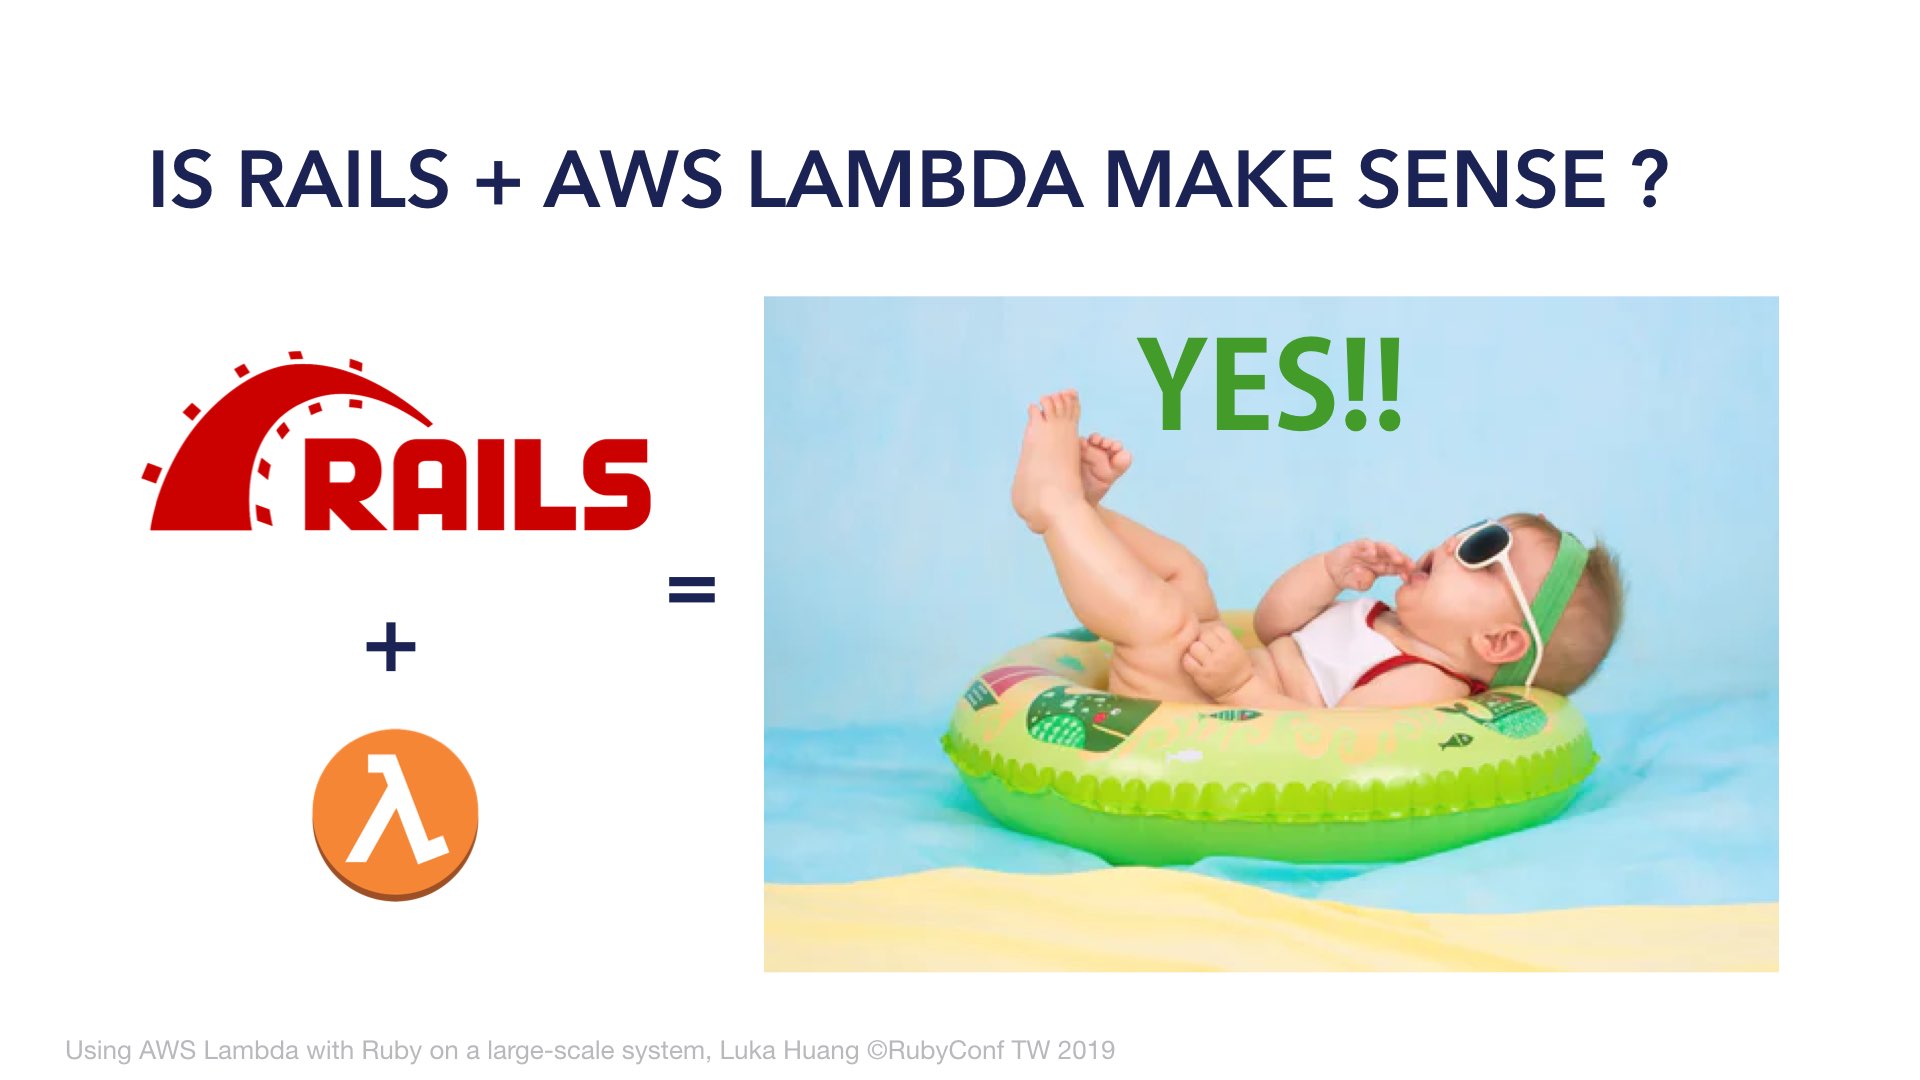 IS RAILS + AWS LAMBDA MAKE SENSE ?
YES!!
RAILS
=
+
λ
Using AWS Lambda with Ruby on a large-scale system, Luka Huang ©RubyConf TW 2019